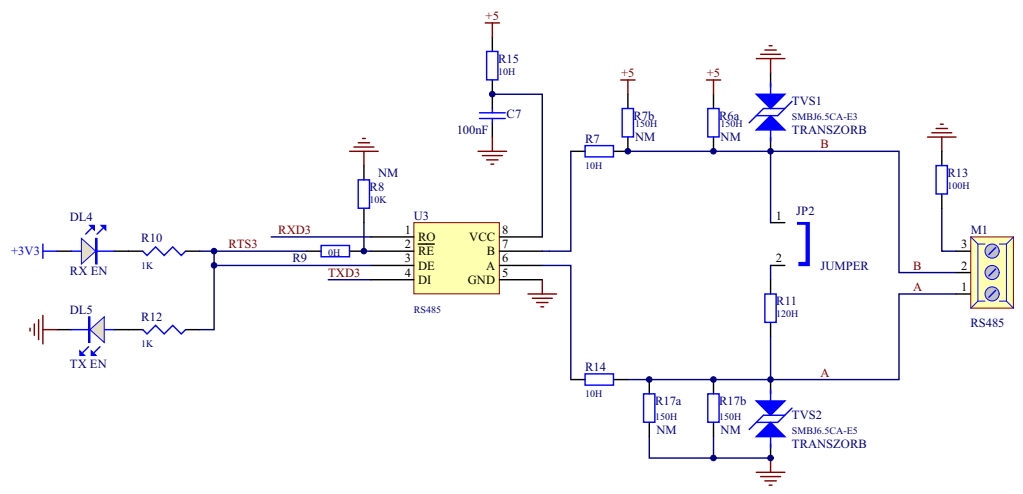 +5
R15
10H
C7
100nF
+5
R7b
150H
NM
+5
R6a
150H
NM
TVS1
SMBJ6.5CA-E3
TRANSZORB
R7
10H
B
NM
R8
10K
R13
100H
DL4
+3V3
RX EN
R10
1K
RXD3
RTS3
0H
R9
TXD3
U3
1
RO
2
RE
3
DE
4
DI
VCC
8
B
7
A
6
GND
5
RS485
1
JP2
2
JUMPER
R11
120H
M1
3
B
2
A
1
RS485
DL5
TX EN
R12
1K
R14
10H
A
R17a
150H
NM
R17b
150H
NM
TVS2
SMBJ6.5CA-E5
TRANSZORB